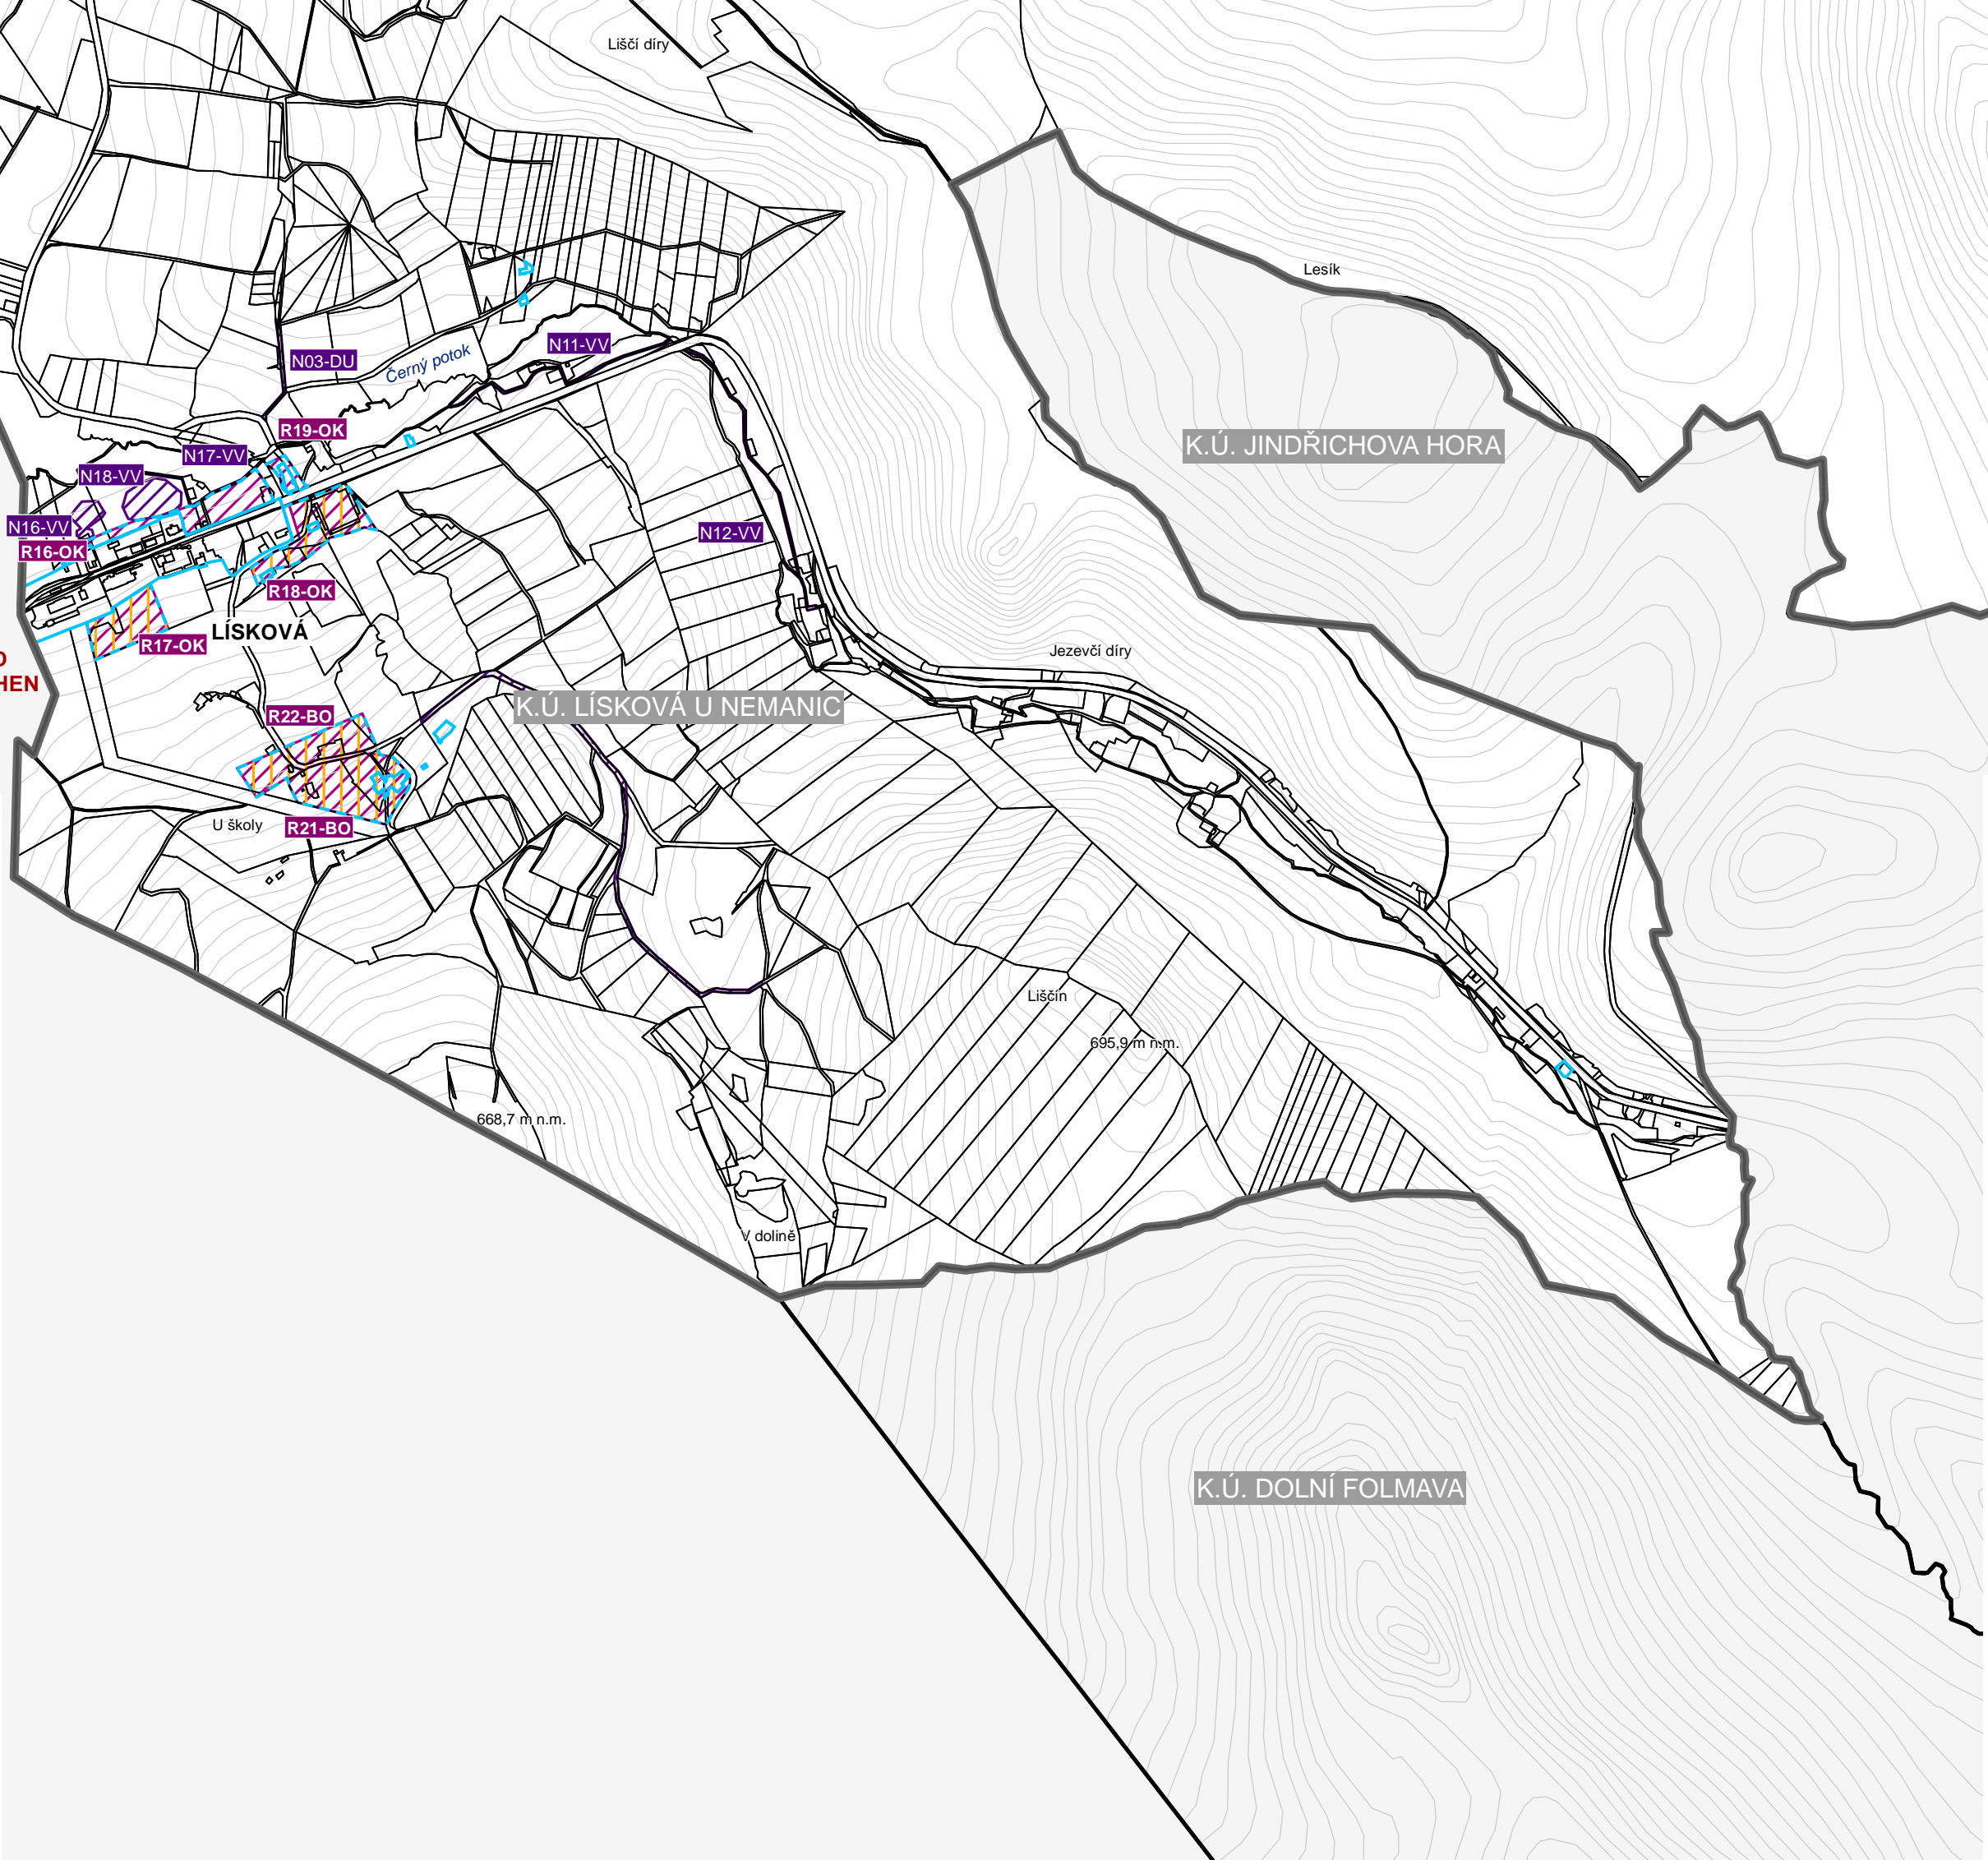 Liščí díry
Lesík
N03-DU
Černý potok
N11-VV
R19-OK
K.Ú. JINDŘICHOVA HORA
N17-VV
N18-VV
N16-VV
R16-OK
N12-VV
R18-OK
LÍSKOVÁ
R17-OK
Jezevčí díry
HEN
K.Ú. LÍSKOVÁ U NEMANIC
R22-BO
U školy
R21-BO
Liščín
695,9 m n.m.
668,7 m n.m.
V dolině
K.Ú. DOLNÍ FOLMAVA